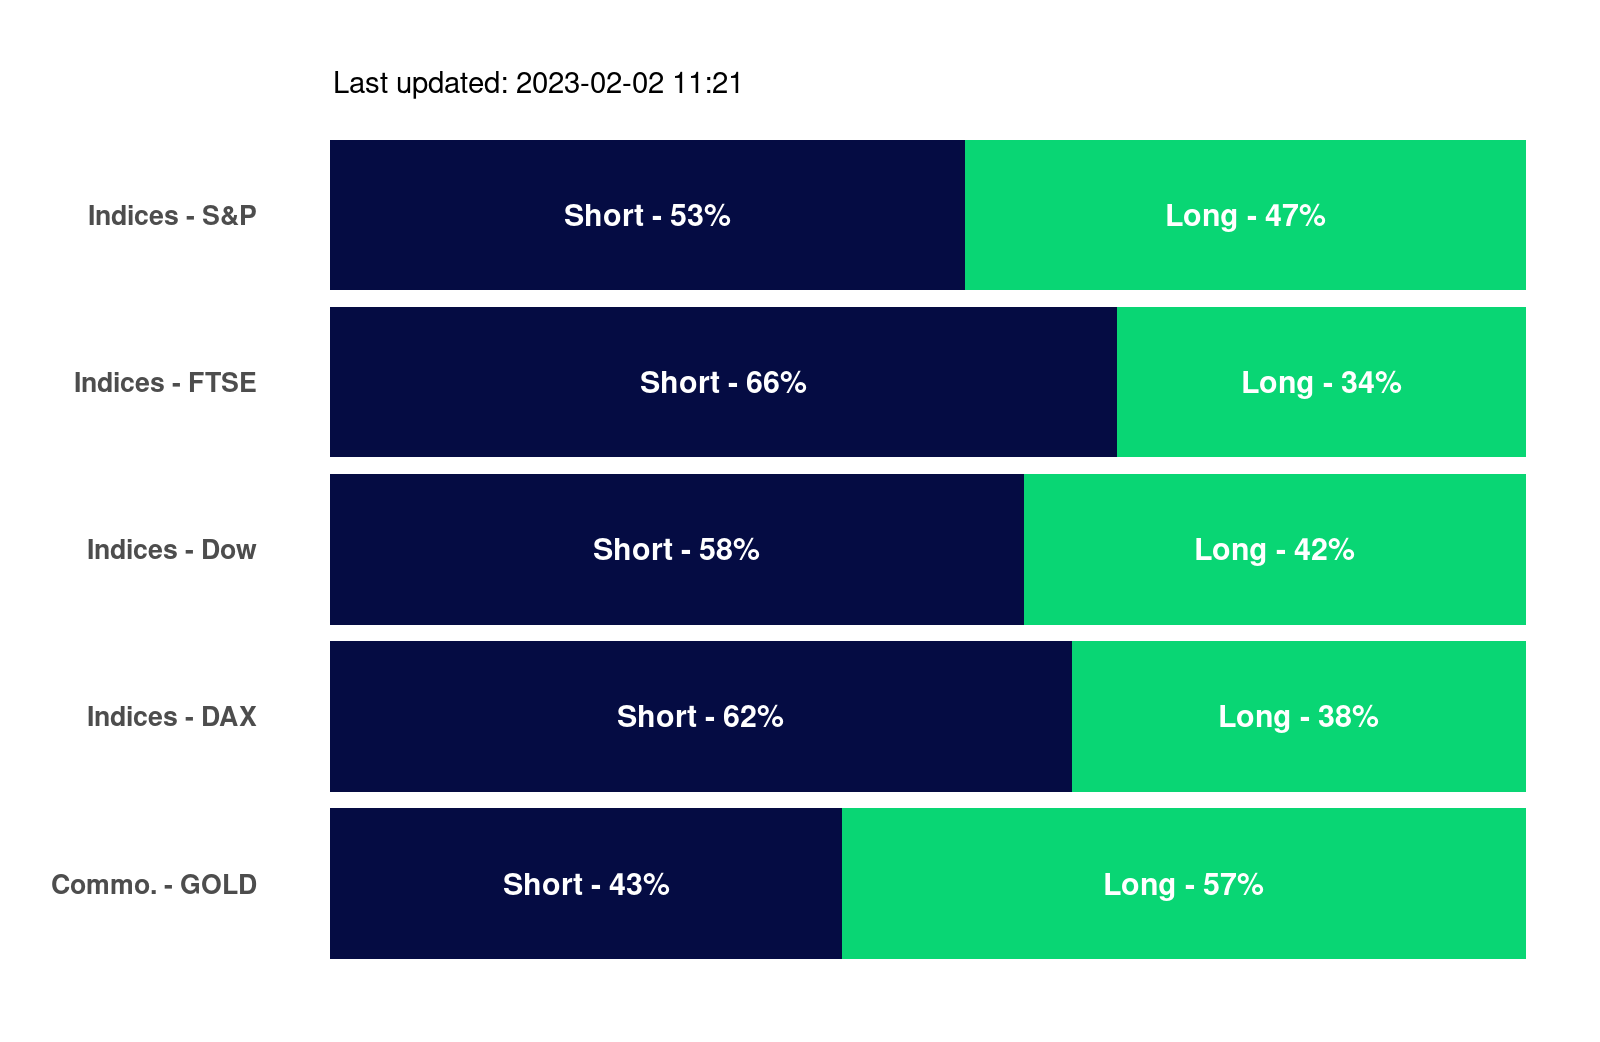 Last updated: 2023-02-02 11:21
Indices - S&P Short - 53% Long - 47%
Indices - FTSE Short - 66% Long - 34%
Indices - Dow Short - 58% Long - 42%
Indices - DAX Short - 62% Long - 38%
Commo. - GOLD Short - 43% Long - 57%